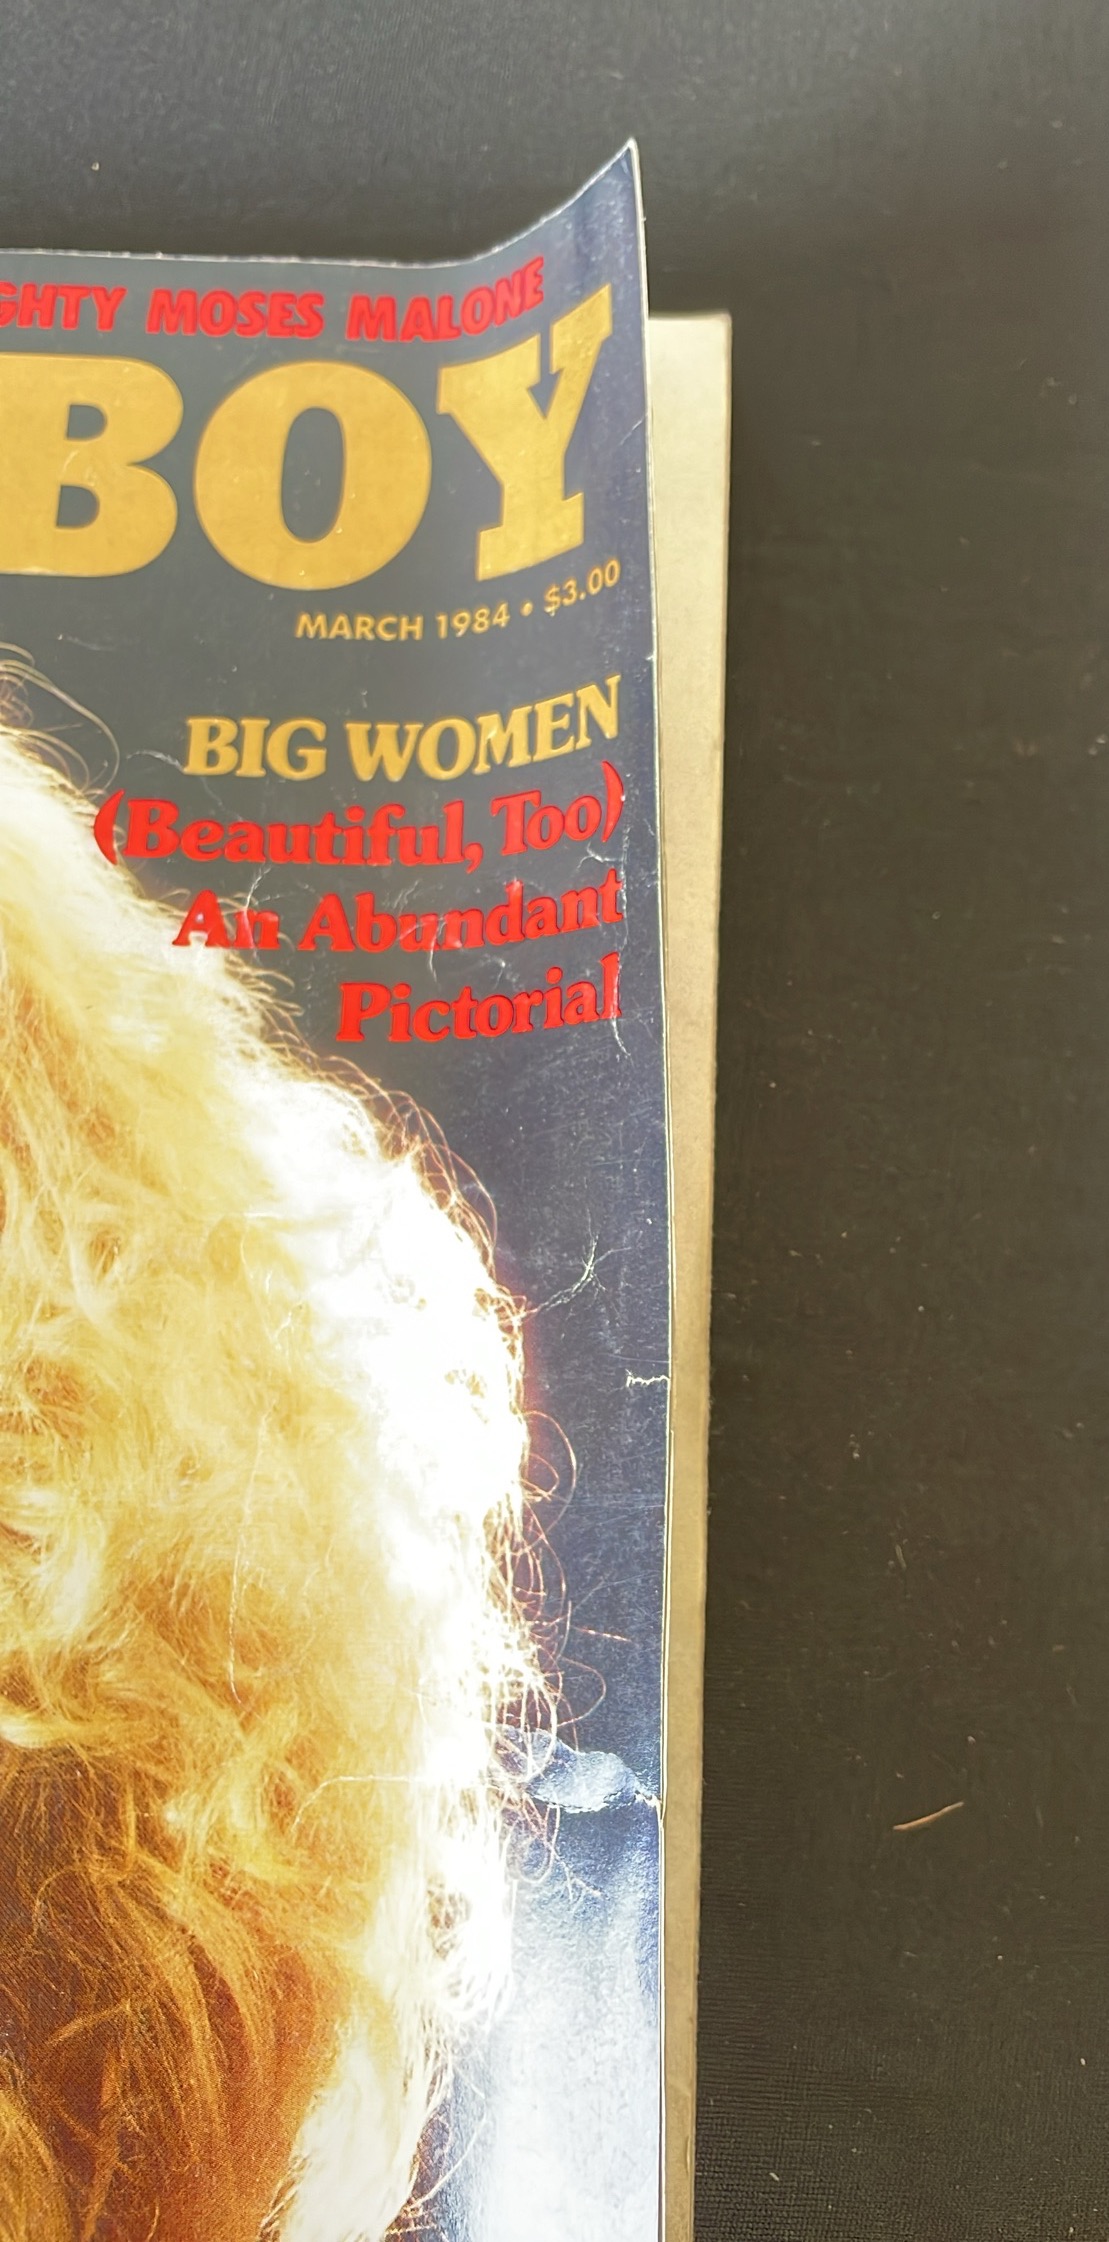 GHTY MOSES MALONE
BOY
MARCH 1984 • $3.00
BIG WOMEN
(Beautiful, Too)
An Abundant
Pictorial